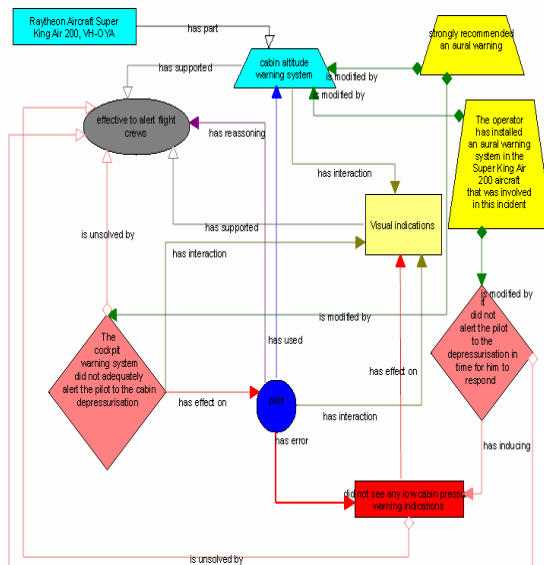 Raytheon Aircraft Super
King Air 200, VH-OYA
has part
strongly recommended
an aural warning
cabin altitude
warning system
is modified by
is modified by
has supported
effective to alert flight
crews
has reassoning
The operator
has installed
an aural warning
system in the
Super King Air
200 aircraft
that was involved
in this incident
has interaction
Visual indications
has supported
is unsolved by
has interaction
is modified by
is modified by
it
did not
alert the pilot
to the
depressurisation in
time for him to
respond
The
cockpit
warning system
did not adequately
alert the pilot to the cabin
depressurisation
has used
has effect on
has effect on
pilot
has interaction
has error
has inducing
did not see any low cabin pressu
warning indications
is unsolved by